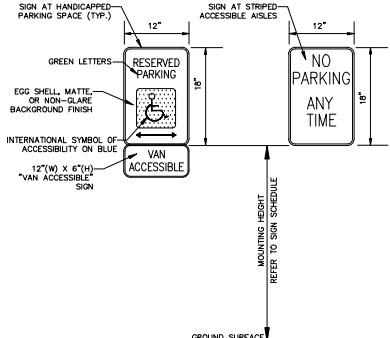 SIGN AT HANDICAPPED
PARKING SPACE (TYP.)
12"
SIGN AT STRIPED
ACCESSIBLE AISLES
12"
GREEN LETTERS
RESERVED
PARKING
18"
NO
PARKING
ANY
TIME
18"
EGG SHELL, MATTE,
OR NON-GLARE
BACKGROUND FINISH
INTERNATIONAL SYMBOL OF
ACCESSIBILITY ON BLUE
VAN
ACCESSIBLE
12"(W) X 6"(H)
"VAN ACCESSIBLE"
SIGN
MOUNTING HEIGHT
REFER TO SIGN SCHEDULE
GROUND SURFACE